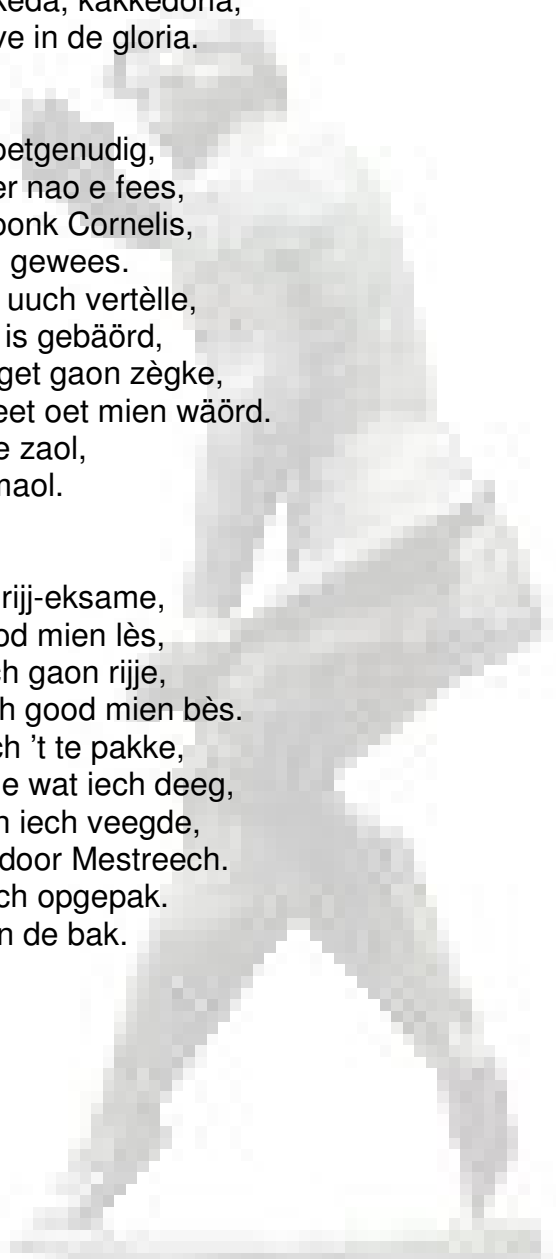 keda, kakkedoria,
ve in de gloria.
oetgenudig,
er nao e fees,
onk Cornelis,
gewees.
uuch vertèlle,
is gebäörd,
get gaon zègke,
eet oet mien wäörd.
e zaol,
maol.
rijj-eksame,
od mien lès,
ch gaon rijje,
h good mien bès.
ch 't te pakke,
e wat iech deeg,
n iech veegde,
door Mestreech.
ch opgepak.
n de bak.